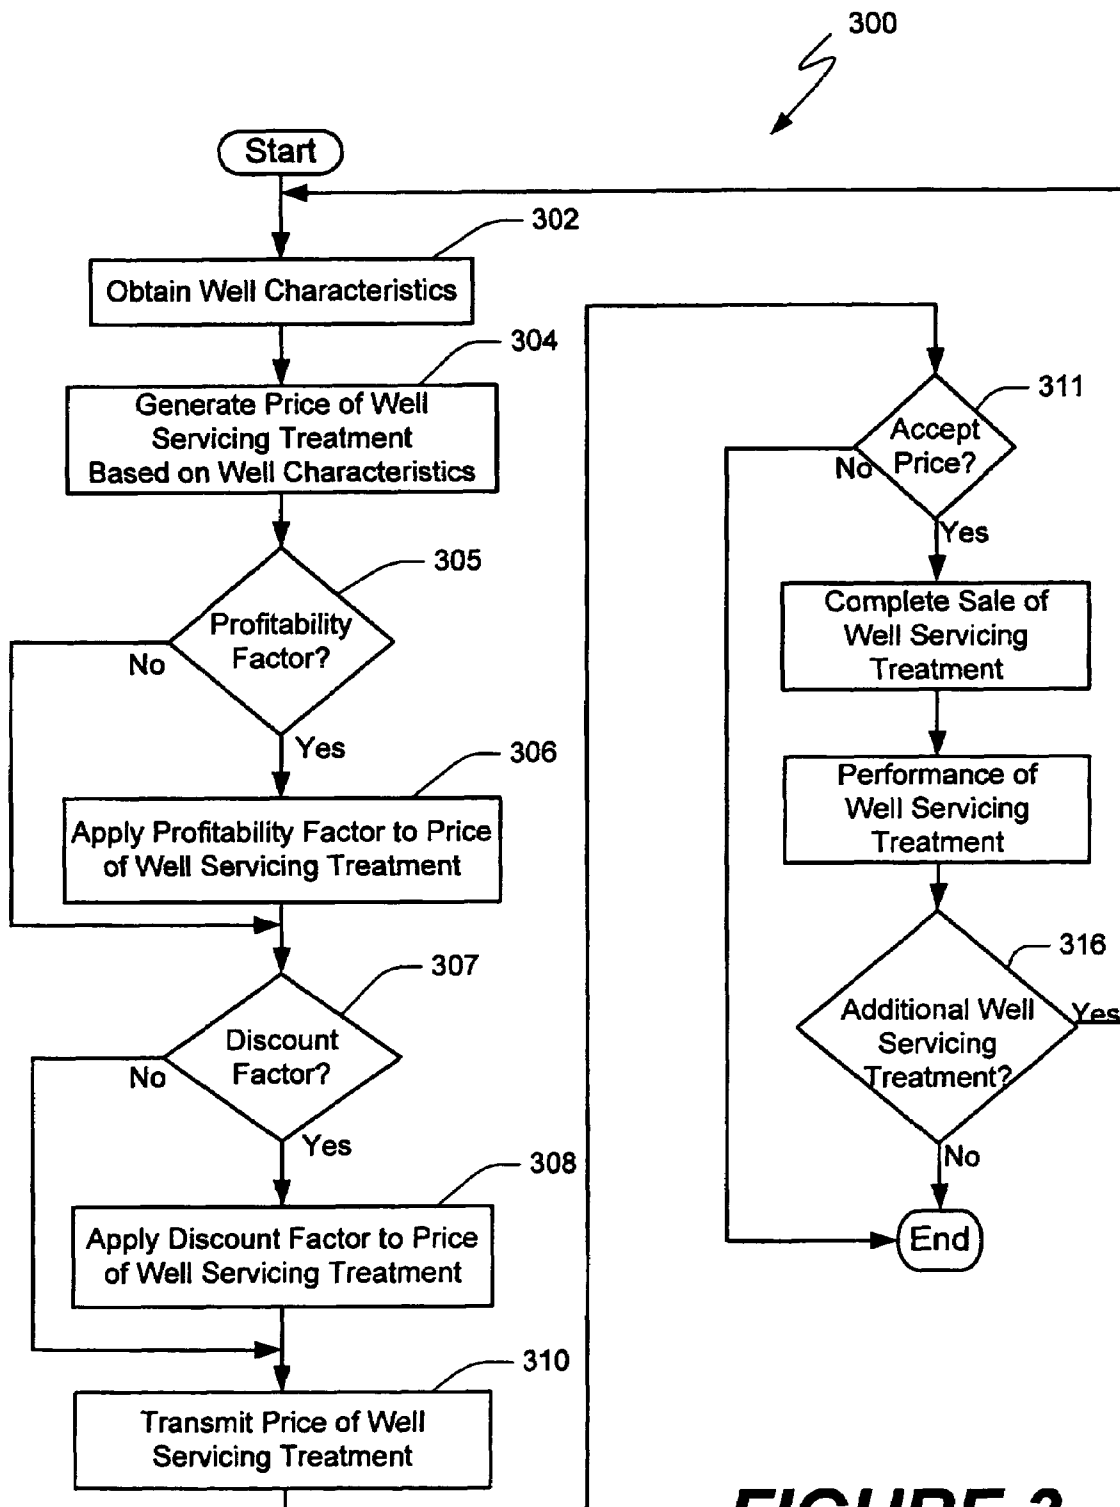 300
Start
302
Obtain Well Characteristics
304
Generate Price of Well
Servicing Treatment
Based on Well Characteristics
305
Profitability
Factor?
No
Yes
306
Apply Profitability Factor to Price
of Well Servicing Treatment
307
Discount
Factor?
No
Yes
308
Apply Discount Factor to Price
of Well Servicing Treatment
310
Transmit Price of Well
Servicing Treatment
311
Accept
Price?
No
Yes
Complete Sale of
Well Servicing
Treatment
Performance of
Well Servicing
Treatment
316
Additional Well
Servicing
Treatment?
Yes
No
End
FIGURE